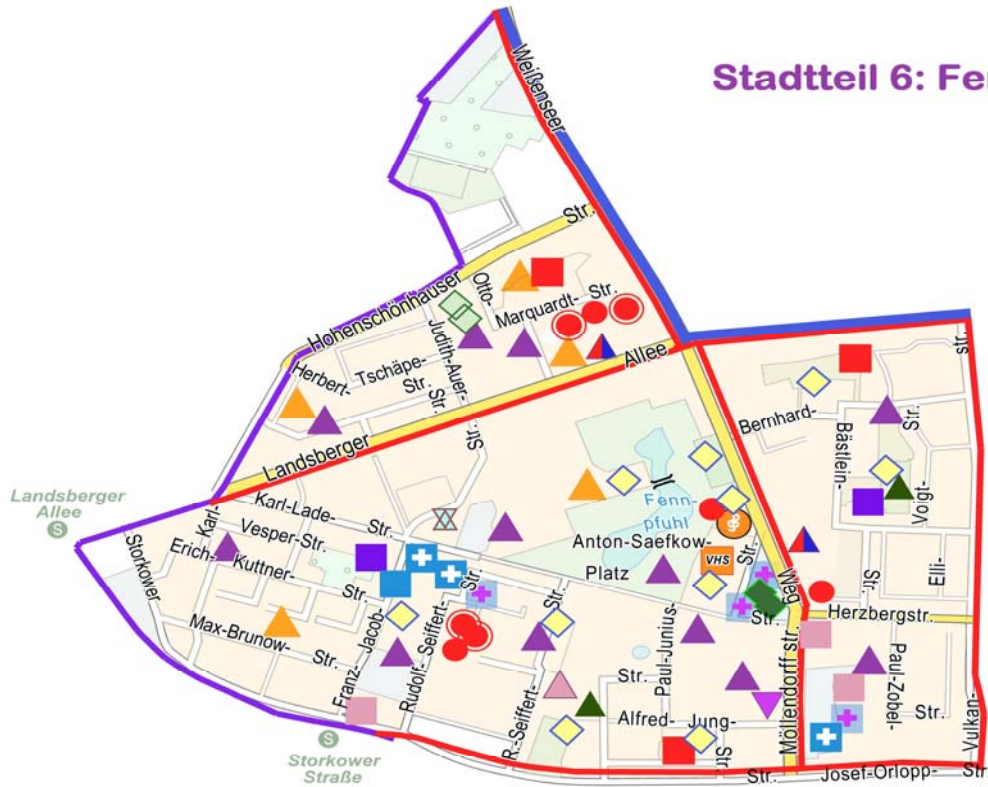 Stadtteil 6: Fe
Weißenseer
Str.
Hohenschönhauser
Otto-
Marquardt-
Str.
Judith-Auer-
Str.
Allee
Herbert-
Tschäpe-
Str.
Str.
Landsberger
str.
Bernhard-
Bästlein-
Str.
Voigt-
Landsberger
Allee
S
Karl-Lade-
Str.
Karl-
Vesper-Str.
Erich-
Kuttner-
Str.
Storkower
Max-Brunow-
Str.
Jacob-
Franz-
Rudolf-
Seiffert-
Str.
Fenn-
pfuhl
Anton-Saefkow-
Platz
VHS
Str.
Weg
Str.
Str.
Elli-
Herzbergstr.
Str.
Paul-Junius-
Möllendorff str.
Paul-Zobel-
Str.
Str.
R.-Seiffert-
Alfred-
Jung-
Str.
Vulkan-
S
Storkower
Straße
Str.
Josef-Orlopp-
Str